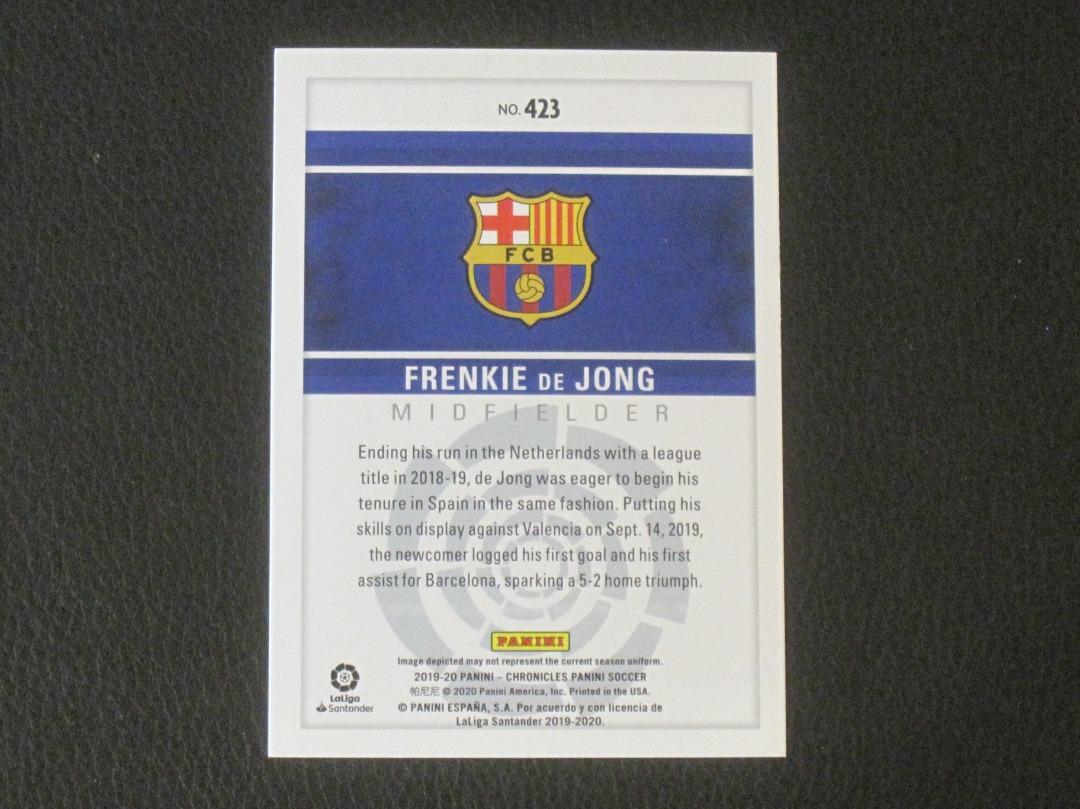 NO. 423
FCB
FRENKIE DE JONG
MIDFIELDER
Ending his run in the Netherlands with a league
title in 2018-19, de Jong was eager to begin his
tenure in Spain in the same fashion. Putting his
skills on display against Valencia on Sept. 14, 2019,
the newcomer logged his first goal and his first
assist for Barcelona, sparking a 5-2 home triumph.
PANINI
Image depicted may not represent the current season uniform.
2019-20 PANINI – CHRONICLES PANINI SOCCER
帕尼尼 © 2020 Panini America, Inc. Printed in the USA.
© PANINI ESPAÑA, S.A. Por acuerdo y con licencia de
LaLiga Santander 2019-2020.
LaLiga
Santander